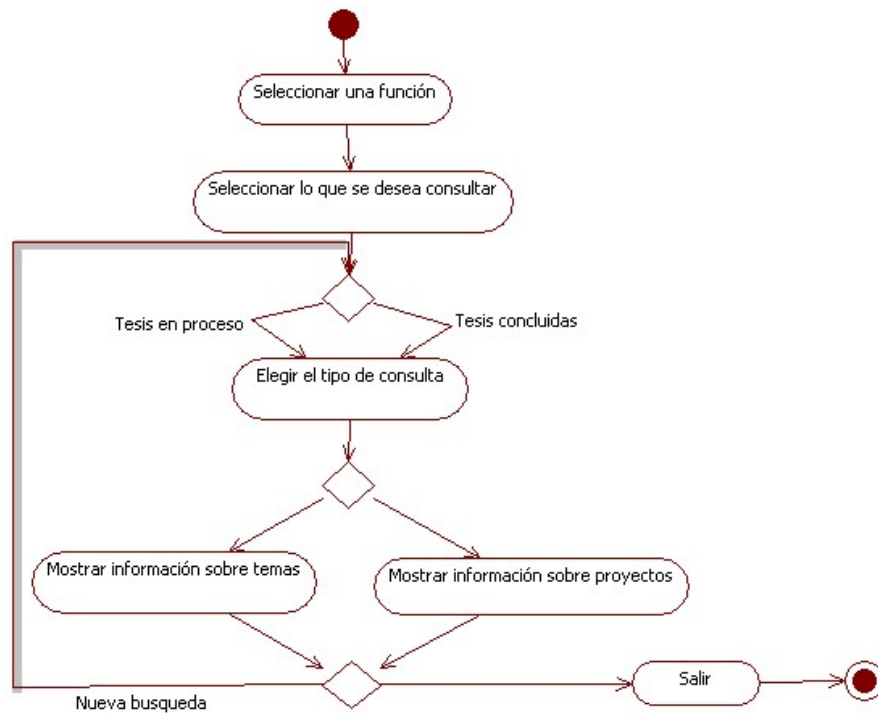 Seleccionar una función
Seleccionar lo que se desea consultar
Tesis en proceso
Tesis concluidas
Elegir el tipo de consulta
Mostrar información sobre temas
Mostrar información sobre proyectos
Nueva busqueda
Salir